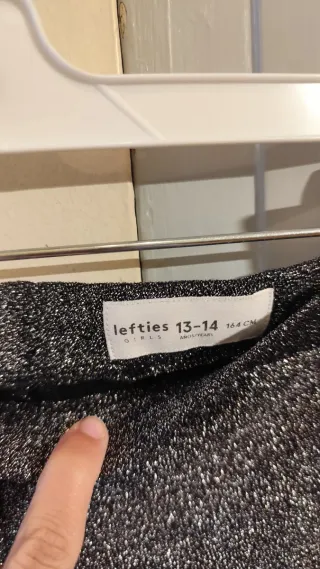 lefties 13-14 164 CM
GIRLS AÑOS/YEARS